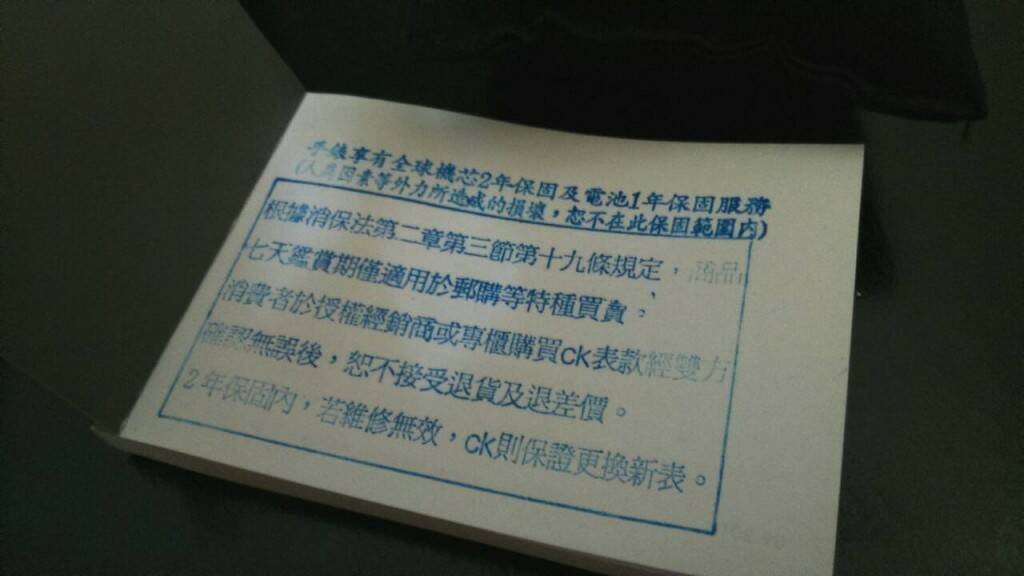 手錶享有全球機芯2年保固及電池1年保固服務
(人為因素等外力所造成的損壞，恕不在此保固範圍內)
根據消保法第二章第三節第十九條規定，商品
七天鑑賞期僅適用於郵購等特種買賣。
消費者於授權經銷商或專櫃購買ck表款經雙方
確認無誤後，恕不接受退貨及退差價。
2年保固內，若維修無效，ck則保證更換新表。